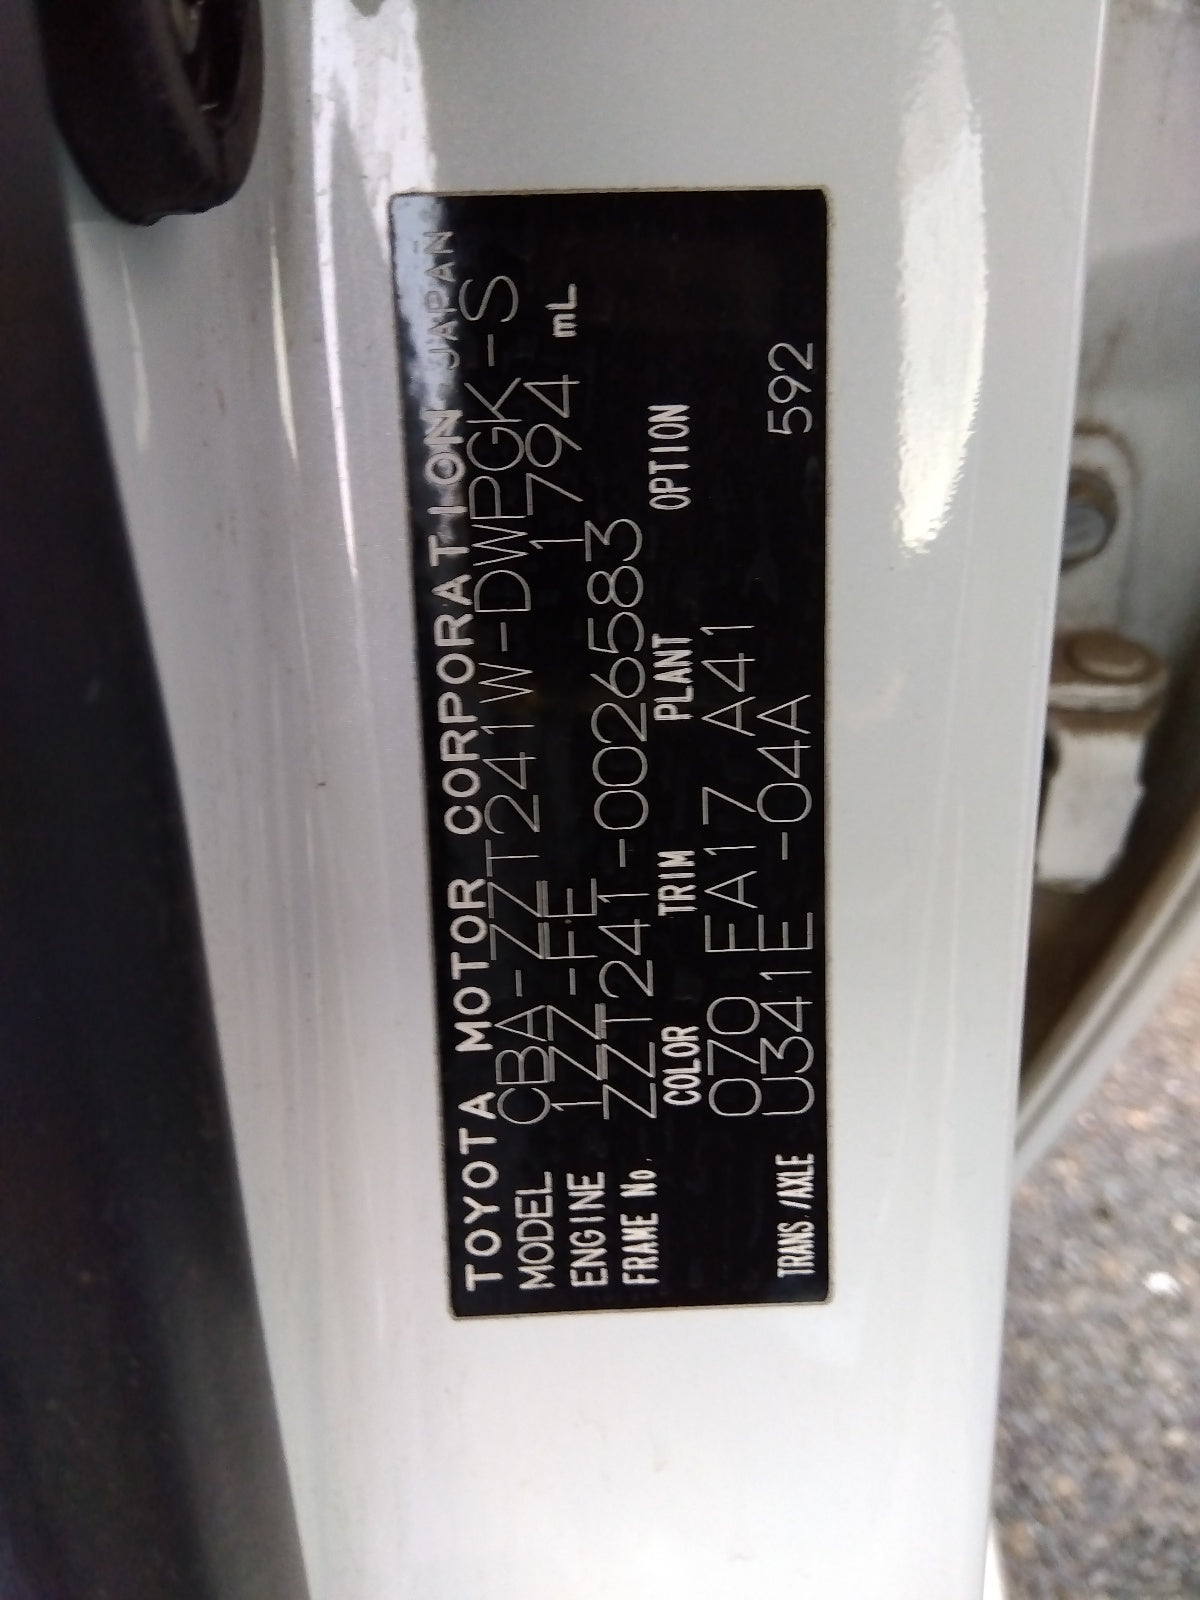 TOYOTA MOTOR CORPORATION JAPAN
MODEL CBA-ZZT241W-DWPGK-S
ENGINE 1ZZ-FE 1794 mL
FRAME No. ZZT241-0026583
COLOR TRIM PLANT OPTION
070 FA17 A41
TRANS/AXLE U341E -04A 592